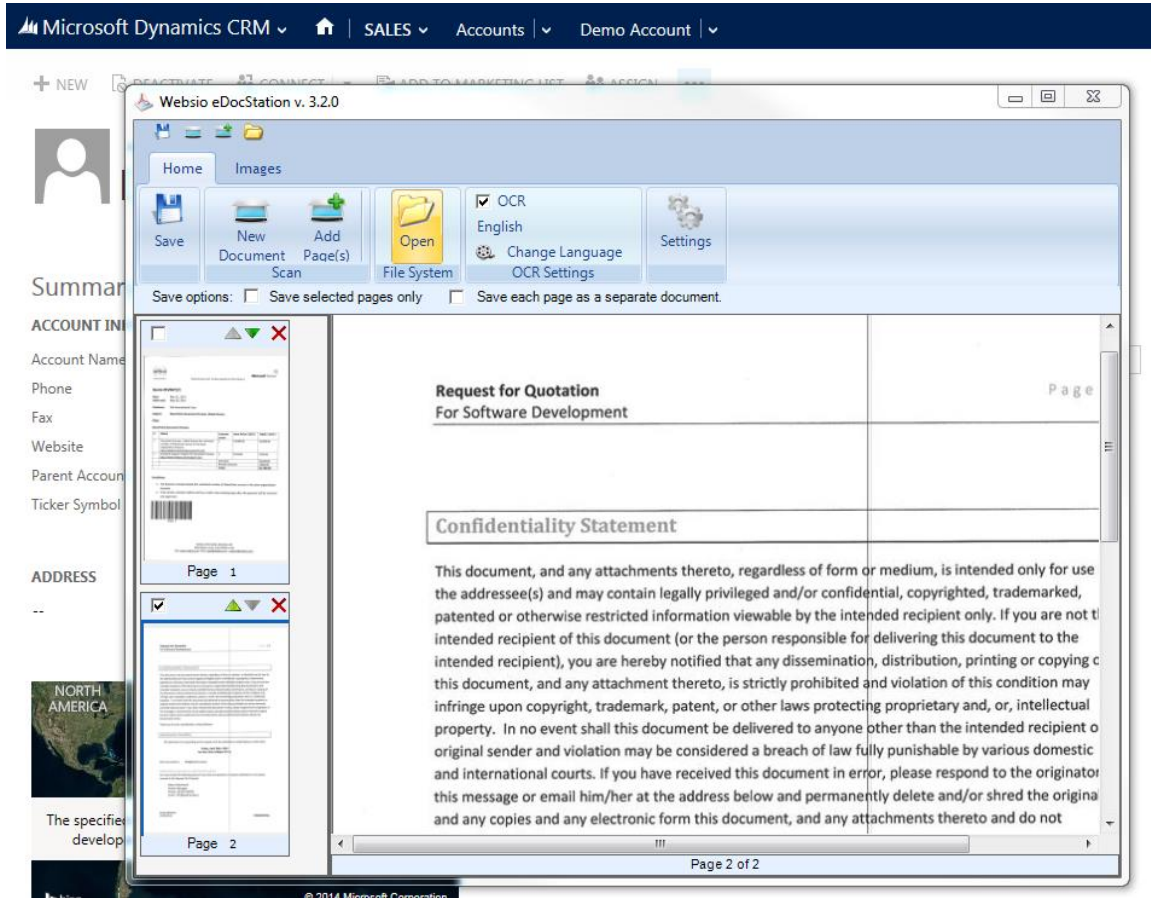 Microsoft Dynamics CRM SALES Accounts Demo Account
NEW DEACTIVATE CONNECT ADD TO MARKETING LIST ASSIGN
Websio eDocStation v. 3.2.0
Home Images
Save New Document Add Page(s) Open OCR English Change Language Settings
Scan File System OCR Settings
Save options: Save selected pages only Save each page as a separate document.
Summar
ACCOUNT INF
Account Name
Phone
Fax
Website
Parent Accoun
Ticker Symbol
ADDRESS
--
NORTH
AMERICA
The specifie
develop
Page 1
Page 2
Request for Quotation Page
For Software Development
Confidentiality Statement
This document, and any attachments thereto, regardless of form or medium, is intended only for use
the addressee(s) and may contain legally privileged and/or confidential, copyrighted, trademarked,
patented or otherwise restricted information viewable by the intended recipient only. If you are not t
intended recipient of this document (or the person responsible for delivering this document to the
intended recipient), you are hereby notified that any dissemination, distribution, printing or copying
this document, and any attachment thereto, is strictly prohibited and violation of this condition may
infringe upon copyright, trademark, patent, or other laws protecting proprietary and, or, intellectual
property. In no event shall this document be delivered to anyone other than the intended recipient o
original sender and violation may be considered a breach of law fully punishable by various domestic
and international courts. If you have received this document in error, please respond to the originator
this message or email him/her at the address below and permanently delete and/or shred the origina
and any copies and any electronic form this document, and any attachments thereto and do not
Page 2 of 2
© 2014 Microsoft Corporation